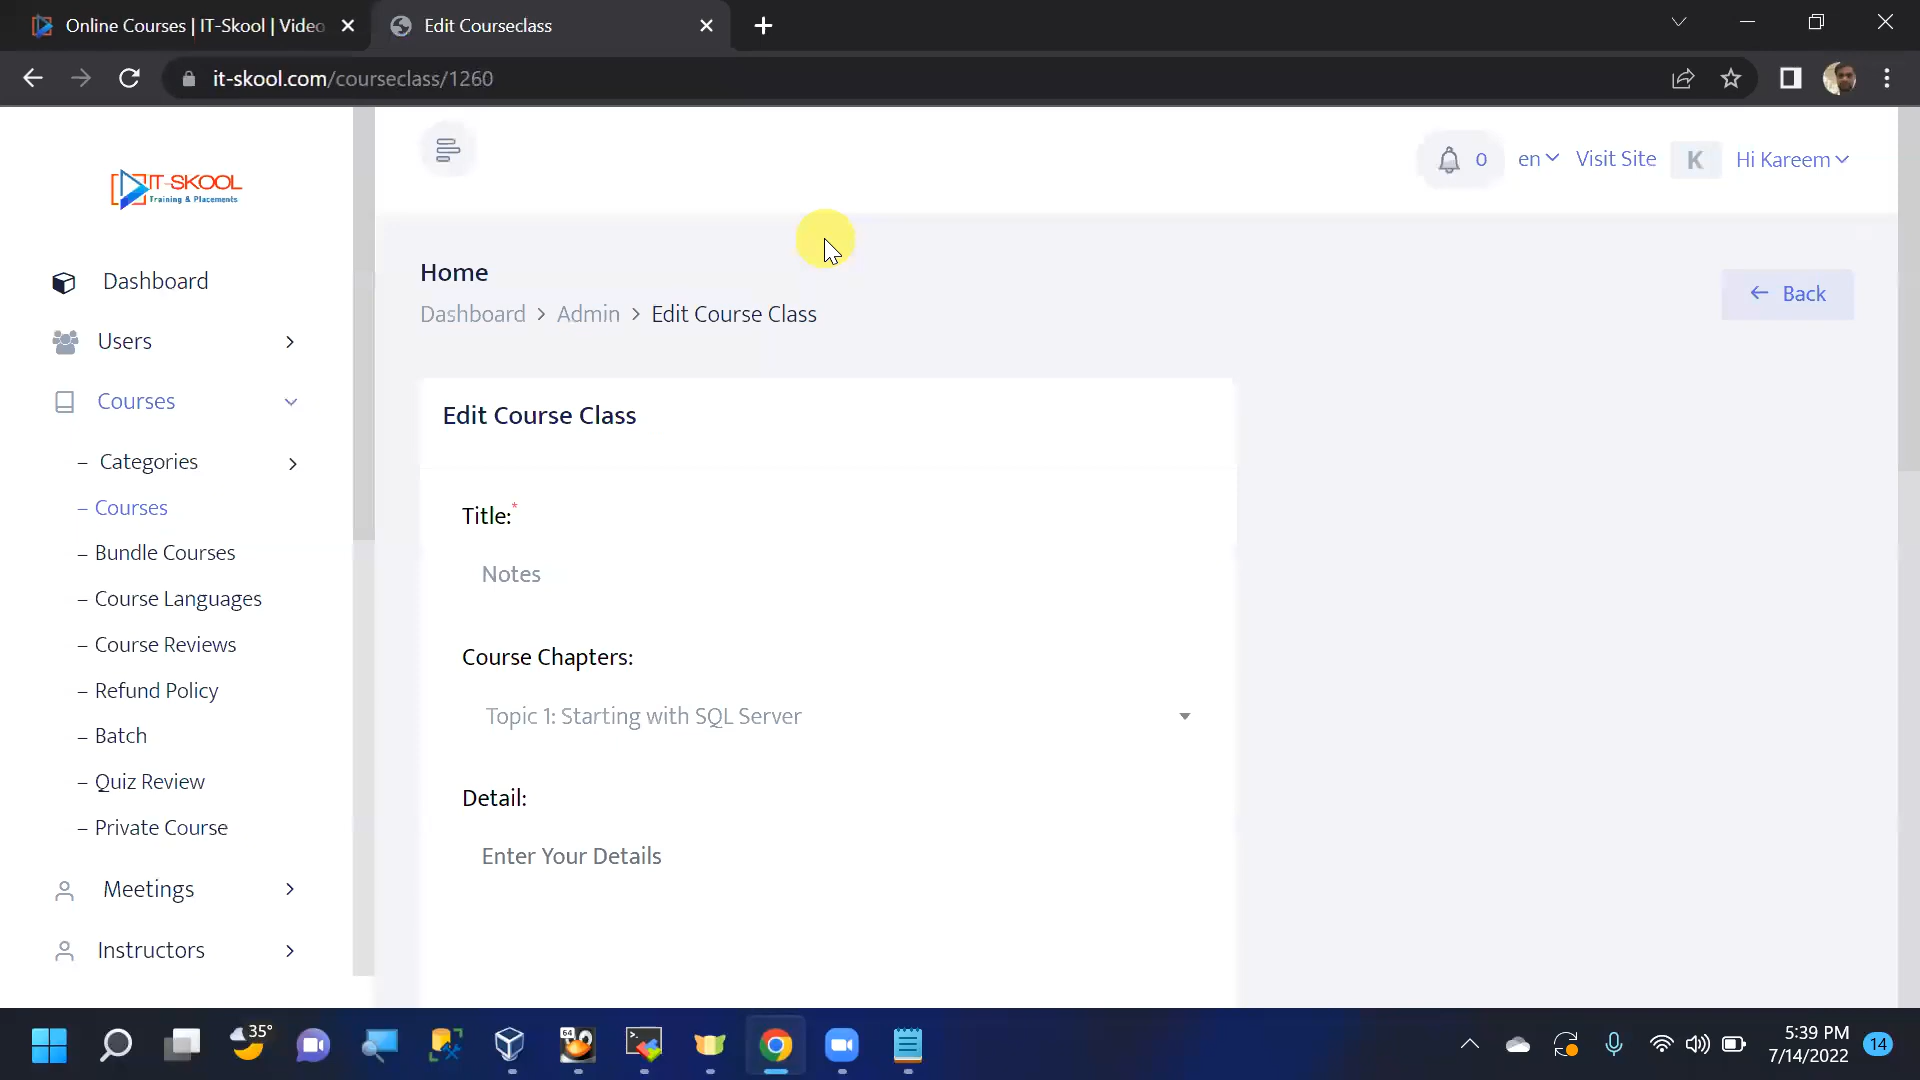 Online Courses | IT-Skool | Video
Edit Courseclass
it-skool.com/courseclass/1260
IT-SKOOL
Training & Placements
0
en
Visit Site
K
Hi Kareem
Dashboard
Users
Courses
– Categories
– Courses
– Bundle Courses
– Course Languages
– Course Reviews
– Refund Policy
– Batch
– Quiz Review
– Private Course
Meetings
Instructors
Home
Dashboard > Admin > Edit Course Class
← Back
Edit Course Class
Title:*
Notes
Course Chapters:
Topic 1: Starting with SQL Server
Detail:
Enter Your Details
35°
64
5:39 PM
7/14/2022
14